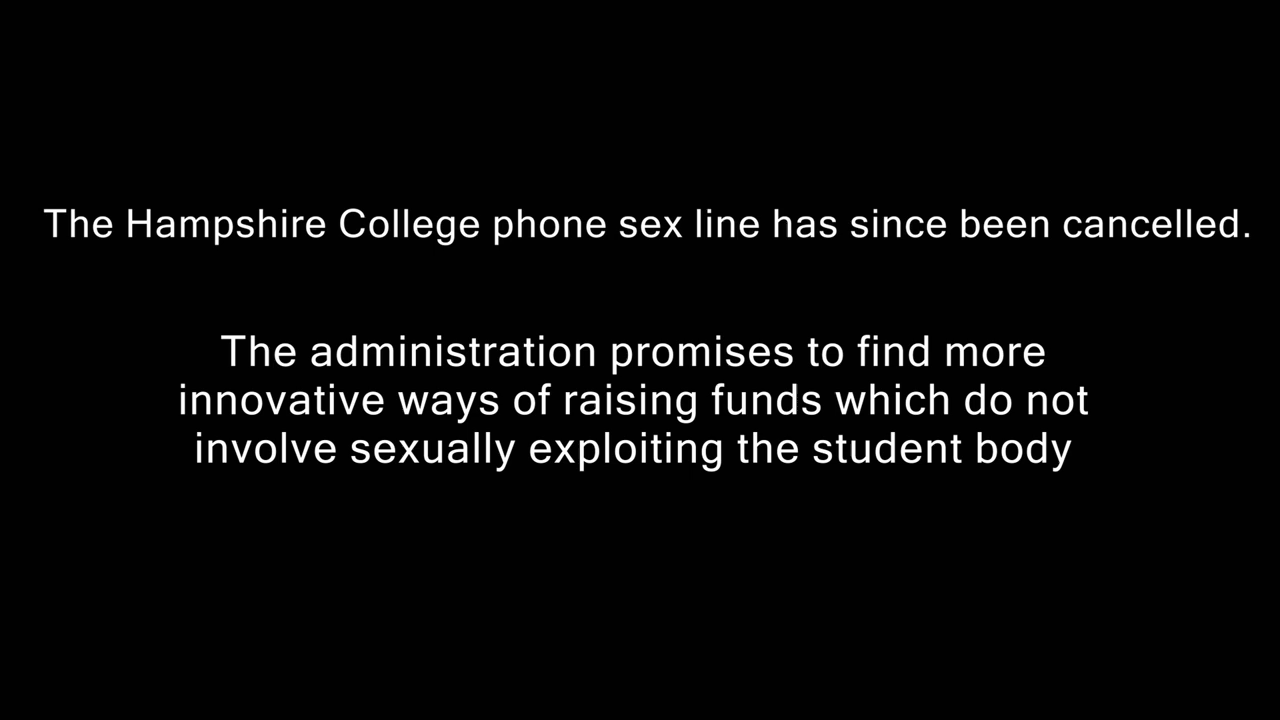 The Hampshire College phone sex line has since been cancelled.
The administration promises to find more
innovative ways of raising funds which do not
involve sexually exploiting the student body